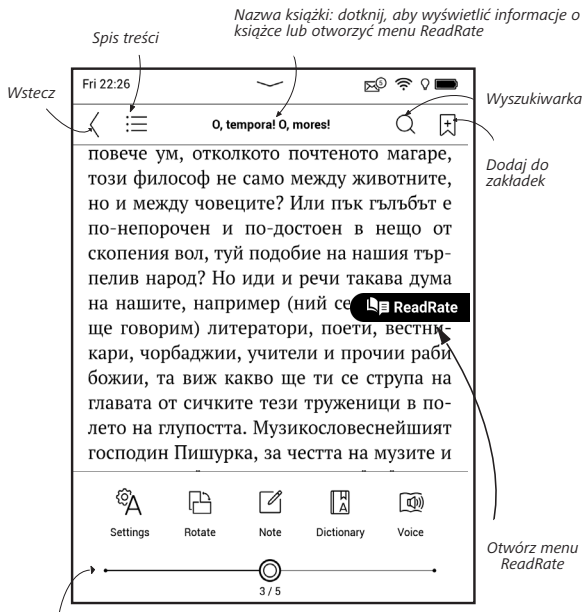 Nazwa książki: dotknij, aby wyświetlić informacje o
książce lub otworzyć menu ReadRate
Spis treści
Wstecz
Fri 22:26
5
Wyszukiwarka
O, tempora! O, mores!
Dodaj do
zakładek
повече ум, отколкото почтеното магаре,
този философ не само между животните,
но и между човеците? Или пък гълъбът е
по-непорочен и по-достоен в нещо от
скопения вол, туй подобие на нашия тър-
пелив народ? Но иди и речи такава дума
на нашите, например (ний се
ReadRate
ще говорим) литератори, поети, вестни-
кари, чорбаджии, учители и прочии раби
божии, та виж какво ще ти се струпа на
главата от сичките тези труженици в по-
лето на глупостта. Музикословеснейшият
господин Пишурка, за честта на музите и
Settings Rotate Note Dictionary Voice
Otwórz menu
ReadRate
3 / 5